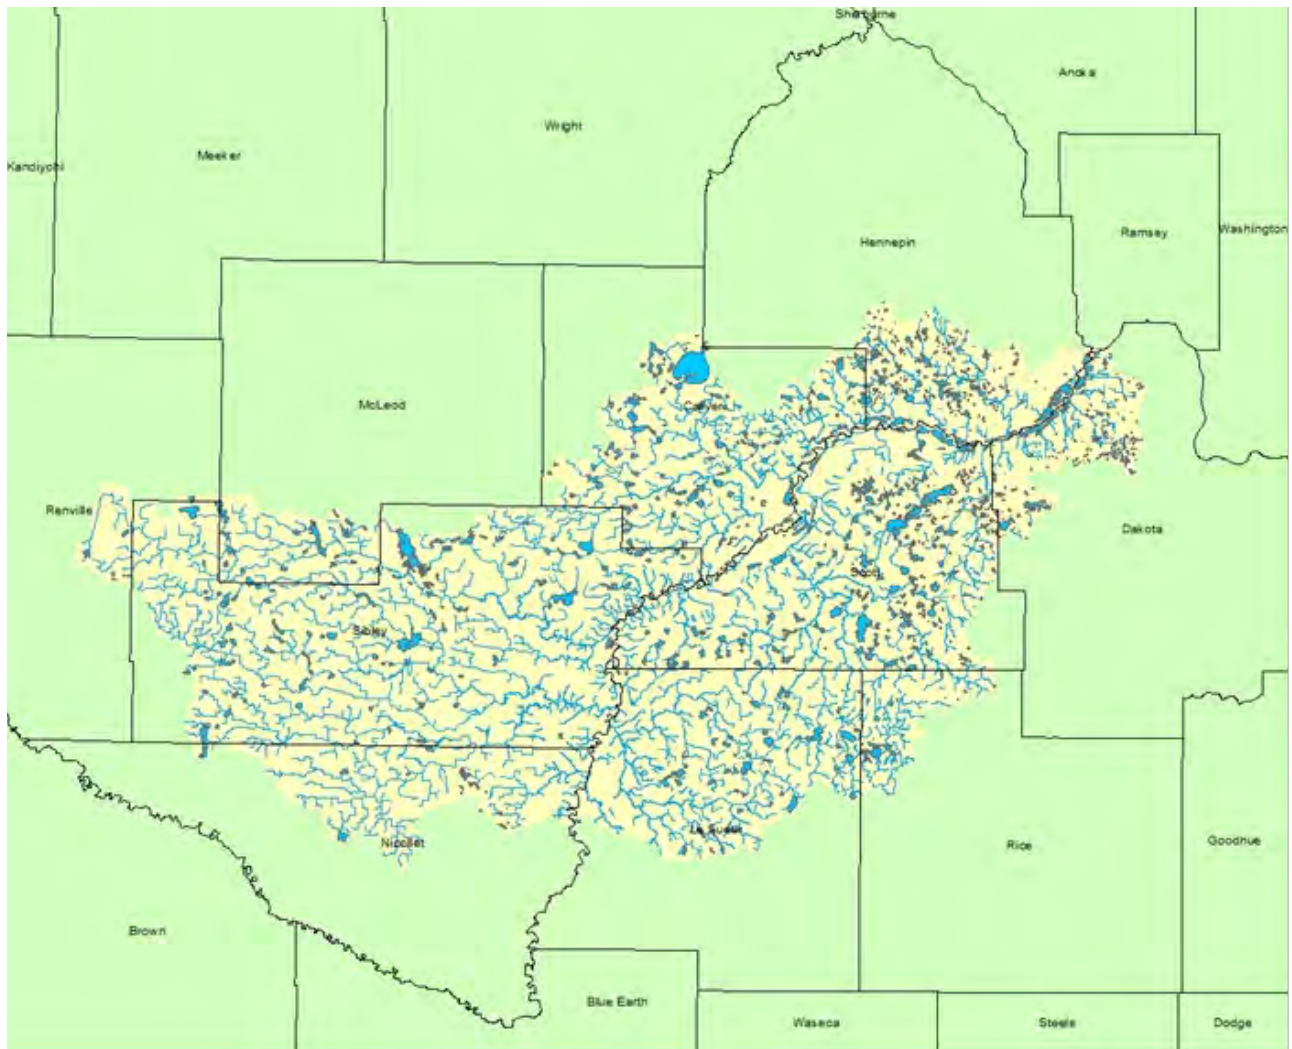 Sherburne
Anoka
Wright
Meeker
Kandiyohi
Ramsey
Washington
Hennepin
McLeod
Carver
Renville
Dakota
Scott
Sibley
Le Sueur
Nicollet
Rice
Goodhue
Brown
Blue Earth
Waseca
Steele
Dodge